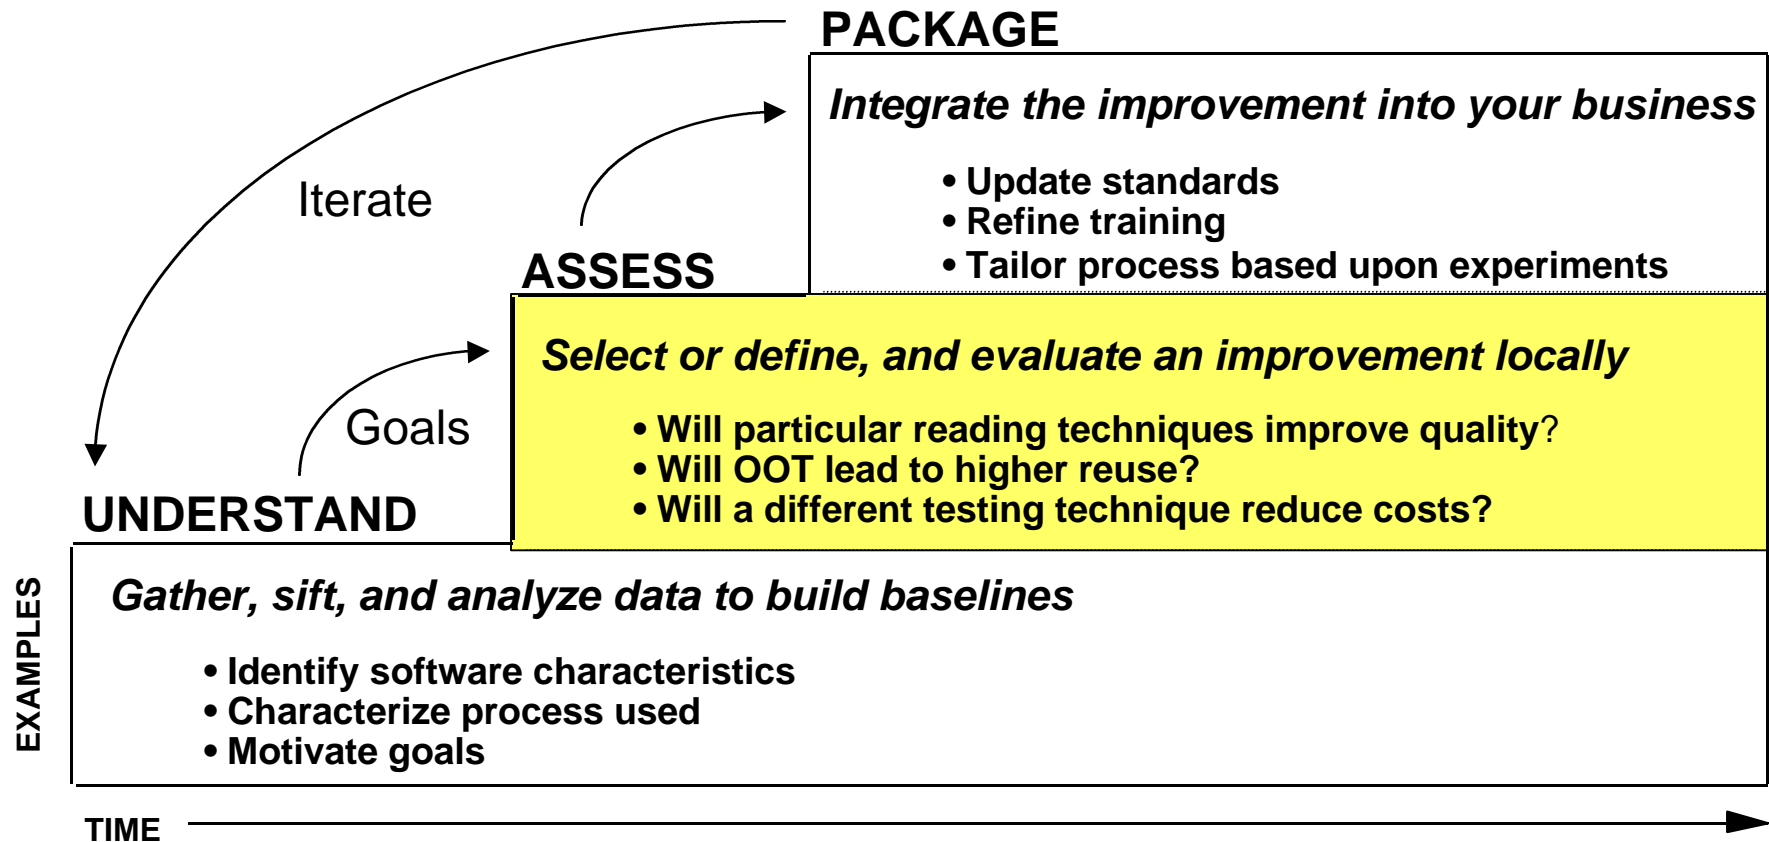 PACKAGE
Integrate the improvement into your business
• Update standards
• Refine training
• Tailor process based upon experiments
Iterate
ASSESS
Select or define, and evaluate an improvement locally
• Will particular reading techniques improve quality?
• Will OOT lead to higher reuse?
• Will a different testing technique reduce costs?
Goals
UNDERSTAND
Gather, sift, and analyze data to build baselines
• Identify software characteristics
• Characterize process used
• Motivate goals
EXAMPLES
TIME